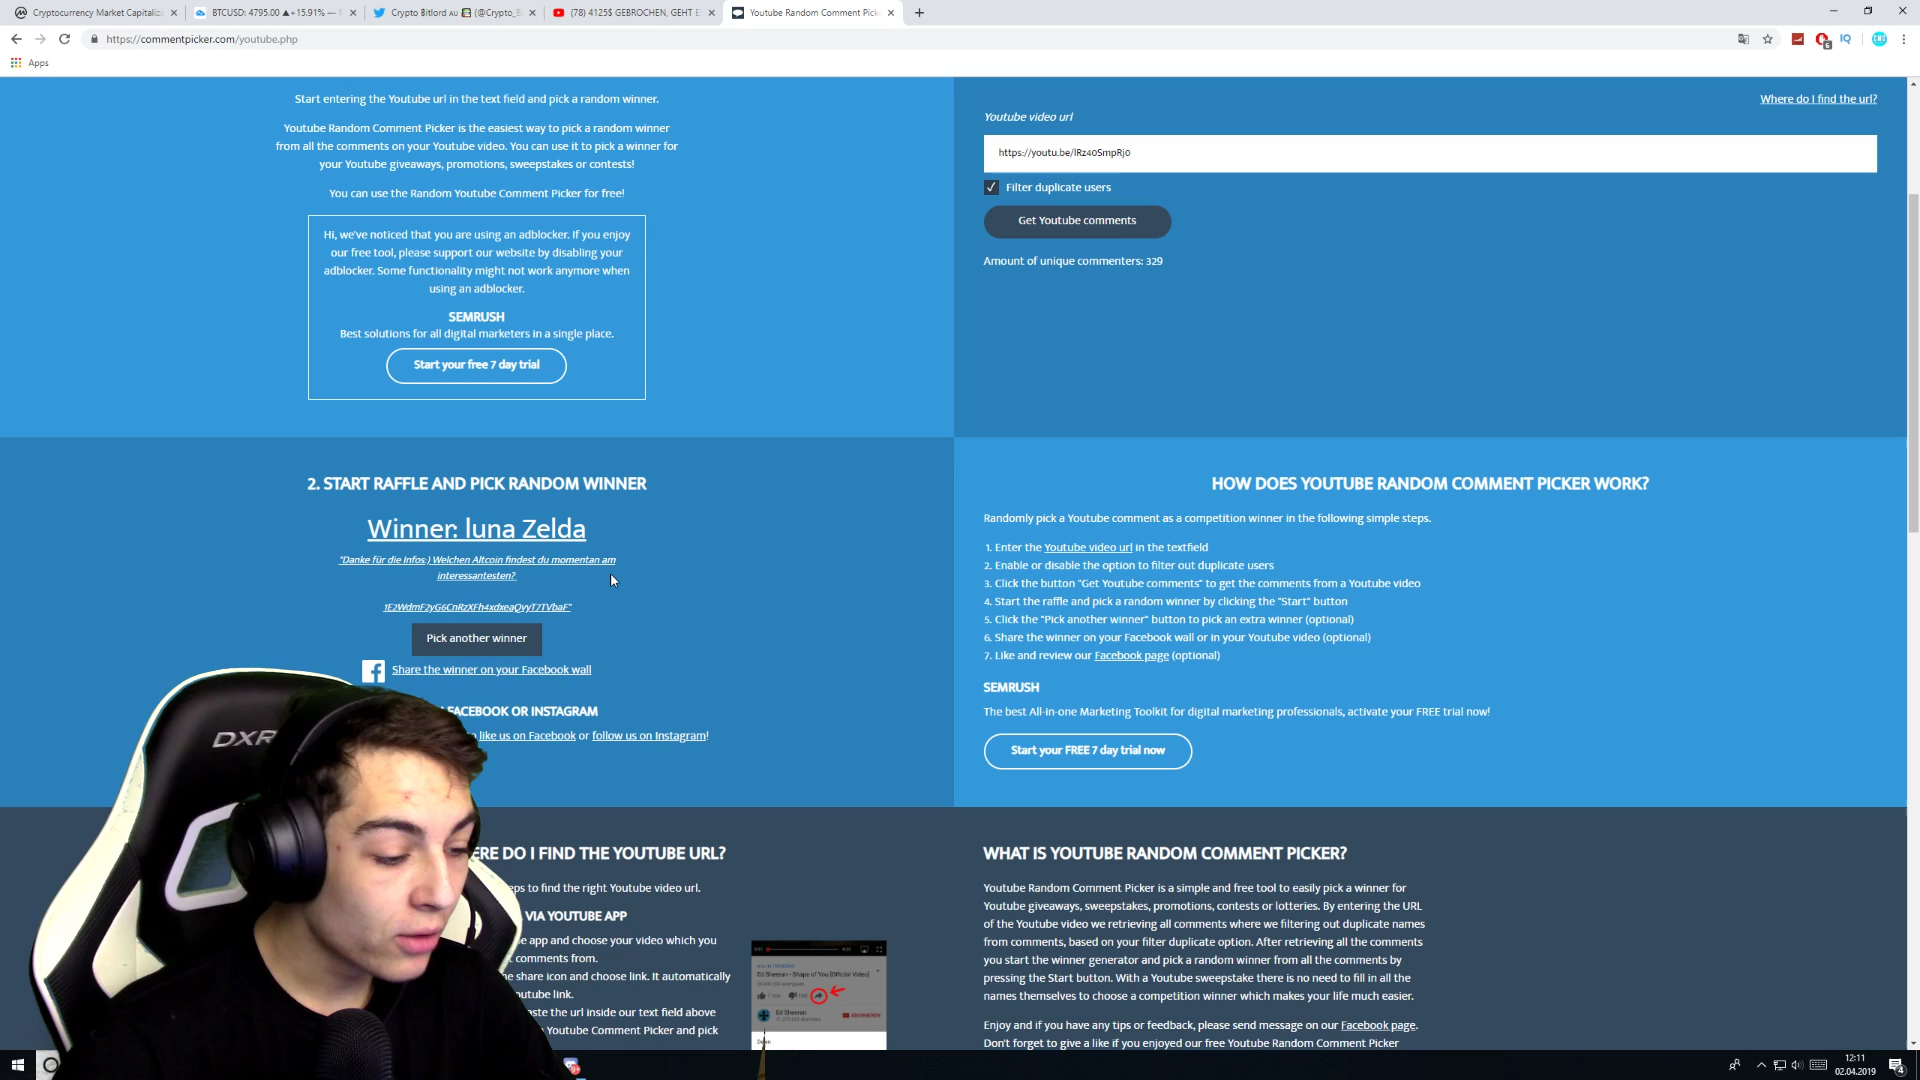 Cryptocurrency Market Capitaliz
BTCUSD: 4795.00 ▲+15.91% —
Crypto Bitlord AU
(78) 4125$ GEBROCHEN, GEHT E
Youtube Random Comment Pick
https://commentpicker.com/youtube.php
Apps
Start entering the Youtube url in the text field and pick a random winner.
Youtube Random Comment Picker is the easiest way to pick a random winner
from all the comments on your Youtube video. You can use it to pick a winner for
your Youtube giveaways, promotions, sweepstakes or contests!
You can use the Random Youtube Comment Picker for free!
Hi, we've noticed that you are using an adblocker. If you enjoy
our free tool, please support our website by disabling your
adblocker. Some functionality might not work anymore when
using an adblocker.
SEMRUSH
Best solutions for all digital marketers in a single place.
Start your free 7 day trial
Where do I find the url?
Youtube video url
https://youtu.be/lRz40SmpRj0
Filter duplicate users
Get Youtube comments
Amount of unique commenters: 329
2. START RAFFLE AND PICK RANDOM WINNER
Winner: luna Zelda
"Danke für die Infos:) Welchen Altcoin findest du momentan am
interessantesten?
1E2WdmF2yG6CnRzXFh4xdxeaQyyT7TVbaF"
Pick another winner
Share the winner on your Facebook wall
FACEBOOK OR INSTAGRAM
like us on Facebook or follow us on Instagram!
HOW DOES YOUTUBE RANDOM COMMENT PICKER WORK?
Randomly pick a Youtube comment as a competition winner in the following simple steps.
1. Enter the Youtube video url in the textfield
2. Enable or disable the option to filter out duplicate users
3. Click the button "Get Youtube comments" to get the comments from a Youtube video
4. Start the raffle and pick a random winner by clicking the "Start" button
5. Click the "Pick another winner" button to pick an extra winner (optional)
6. Share the winner on your Facebook wall or in your Youtube video (optional)
7. Like and review our Facebook page (optional)
SEMRUSH
The best All-in-one Marketing Toolkit for digital marketing professionals, activate your FREE trial now!
Start your FREE 7 day trial now
DXR
ERE DO I FIND THE YOUTUBE URL?
eps to find the right Youtube video url.
VIA YOUTUBE APP
e app and choose your video which you
t comments from.
he share icon and choose link. It automatically
outube link.
aste the url inside our text field above
Youtube Comment Picker and pick
Ed Sheeran - Shape of You [Official Video]
Ed Sheeran
WHAT IS YOUTUBE RANDOM COMMENT PICKER?
Youtube Random Comment Picker is a simple and free tool to easily pick a winner for
Youtube giveaways, sweepstakes, promotions, contests or lotteries. By entering the URL
of the Youtube video we retrieving all comments where we filtering out duplicate names
from comments, based on your filter duplicate option. After retrieving all the comments
you start the winner generator and pick a random winner from all the comments by
pressing the Start button. With a Youtube sweepstake there is no need to fill in all the
names themselves to choose a competition winner which makes your life much easier.
Enjoy and if you have any tips or feedback, please send message on our Facebook page.
Don't forget to give a like if you enjoyed our free Youtube Random Comment Picker
12:11
02.04.2019